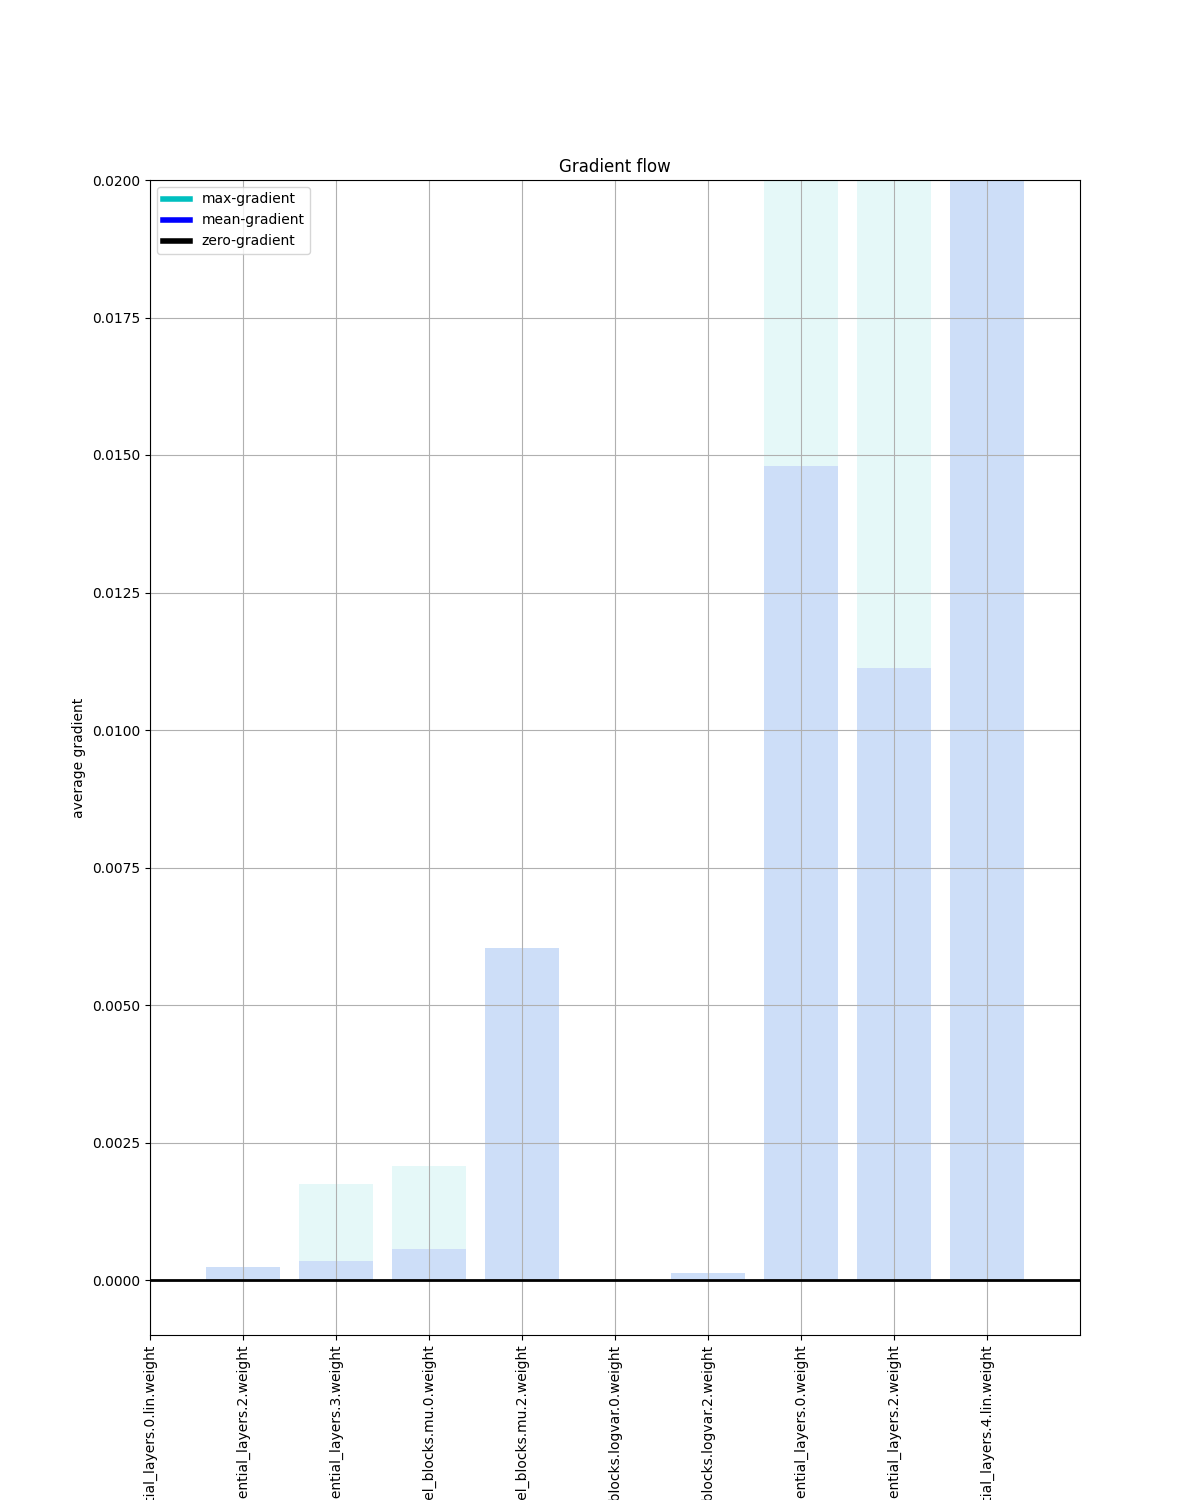 Gradient flow
max-gradient
mean-gradient
zero-gradient
0.0200
0.0175
0.0150
0.0125
0.0100
0.0075
0.0050
0.0025
0.0000
average gradient
tial_layers.0.lin.weight
ential_layers.2.weight
ential_layers.3.weight
el_blocks.mu.0.weight
el_blocks.mu.2.weight
blocks.logvar.0.weight
blocks.logvar.2.weight
ential_layers.0.weight
ential_layers.2.weight
tial_layers.4.lin.weight